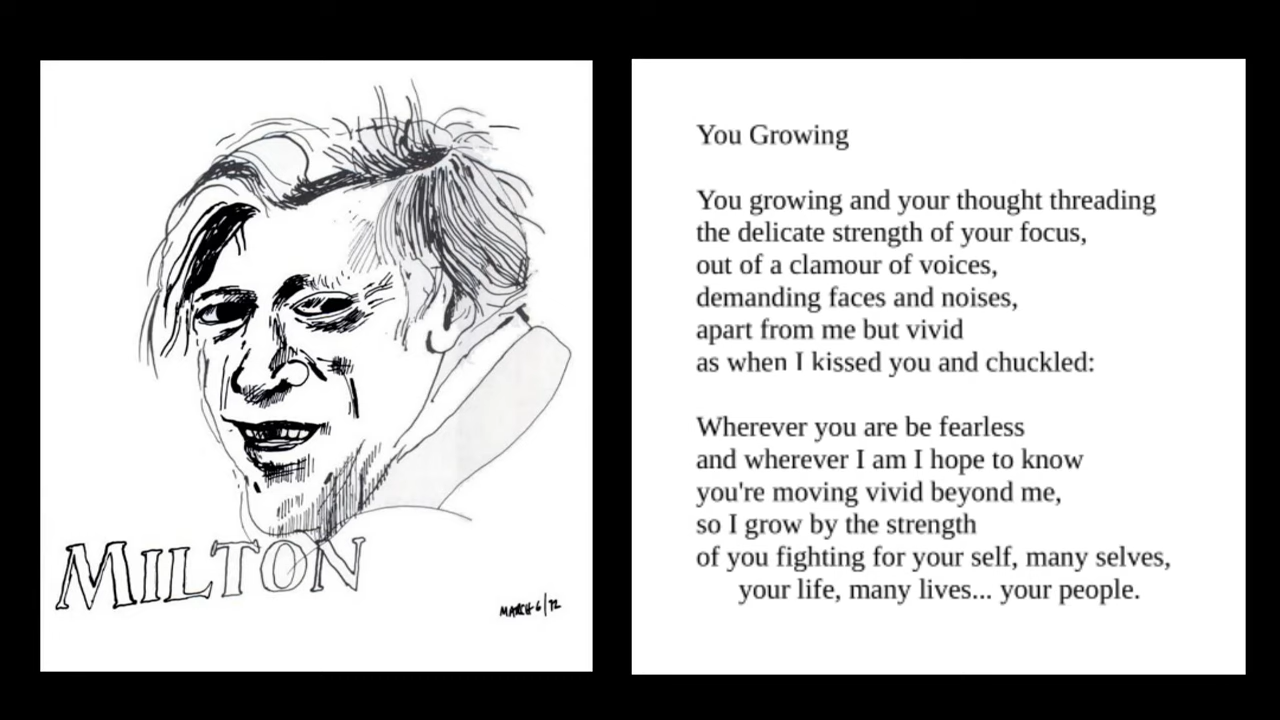 MILTON
MARCH 6/72
You Growing
You growing and your thought threading
the delicate strength of your focus,
out of a clamour of voices,
demanding faces and noises,
apart from me but vivid
as when I kissed you and chuckled:
Wherever you are be fearless
and wherever I am I hope to know
you're moving vivid beyond me,
so I grow by the strength
of you fighting for your self, many selves,
your life, many lives... your people.